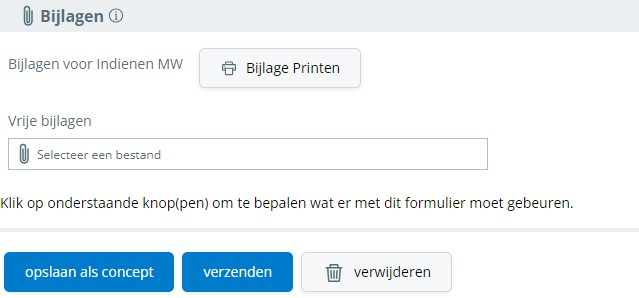 Bijlagen
Bijlagen voor Indienen MW
Bijlage Printen
Vrije bijlagen
Selecteer een bestand
Klik op onderstaande knop(pen) om te bepalen wat er met dit formulier moet gebeuren.
opslaan als concept
verzenden
verwijderen